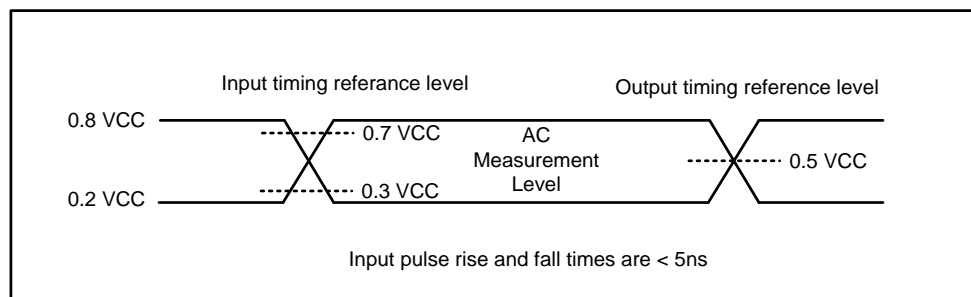 Input timing referance level
Output timing reference level
0.8 VCC
0.7 VCC
AC
Measurement
Level
0.5 VCC
0.3 VCC
0.2 VCC
Input pulse rise and fall times are < 5ns